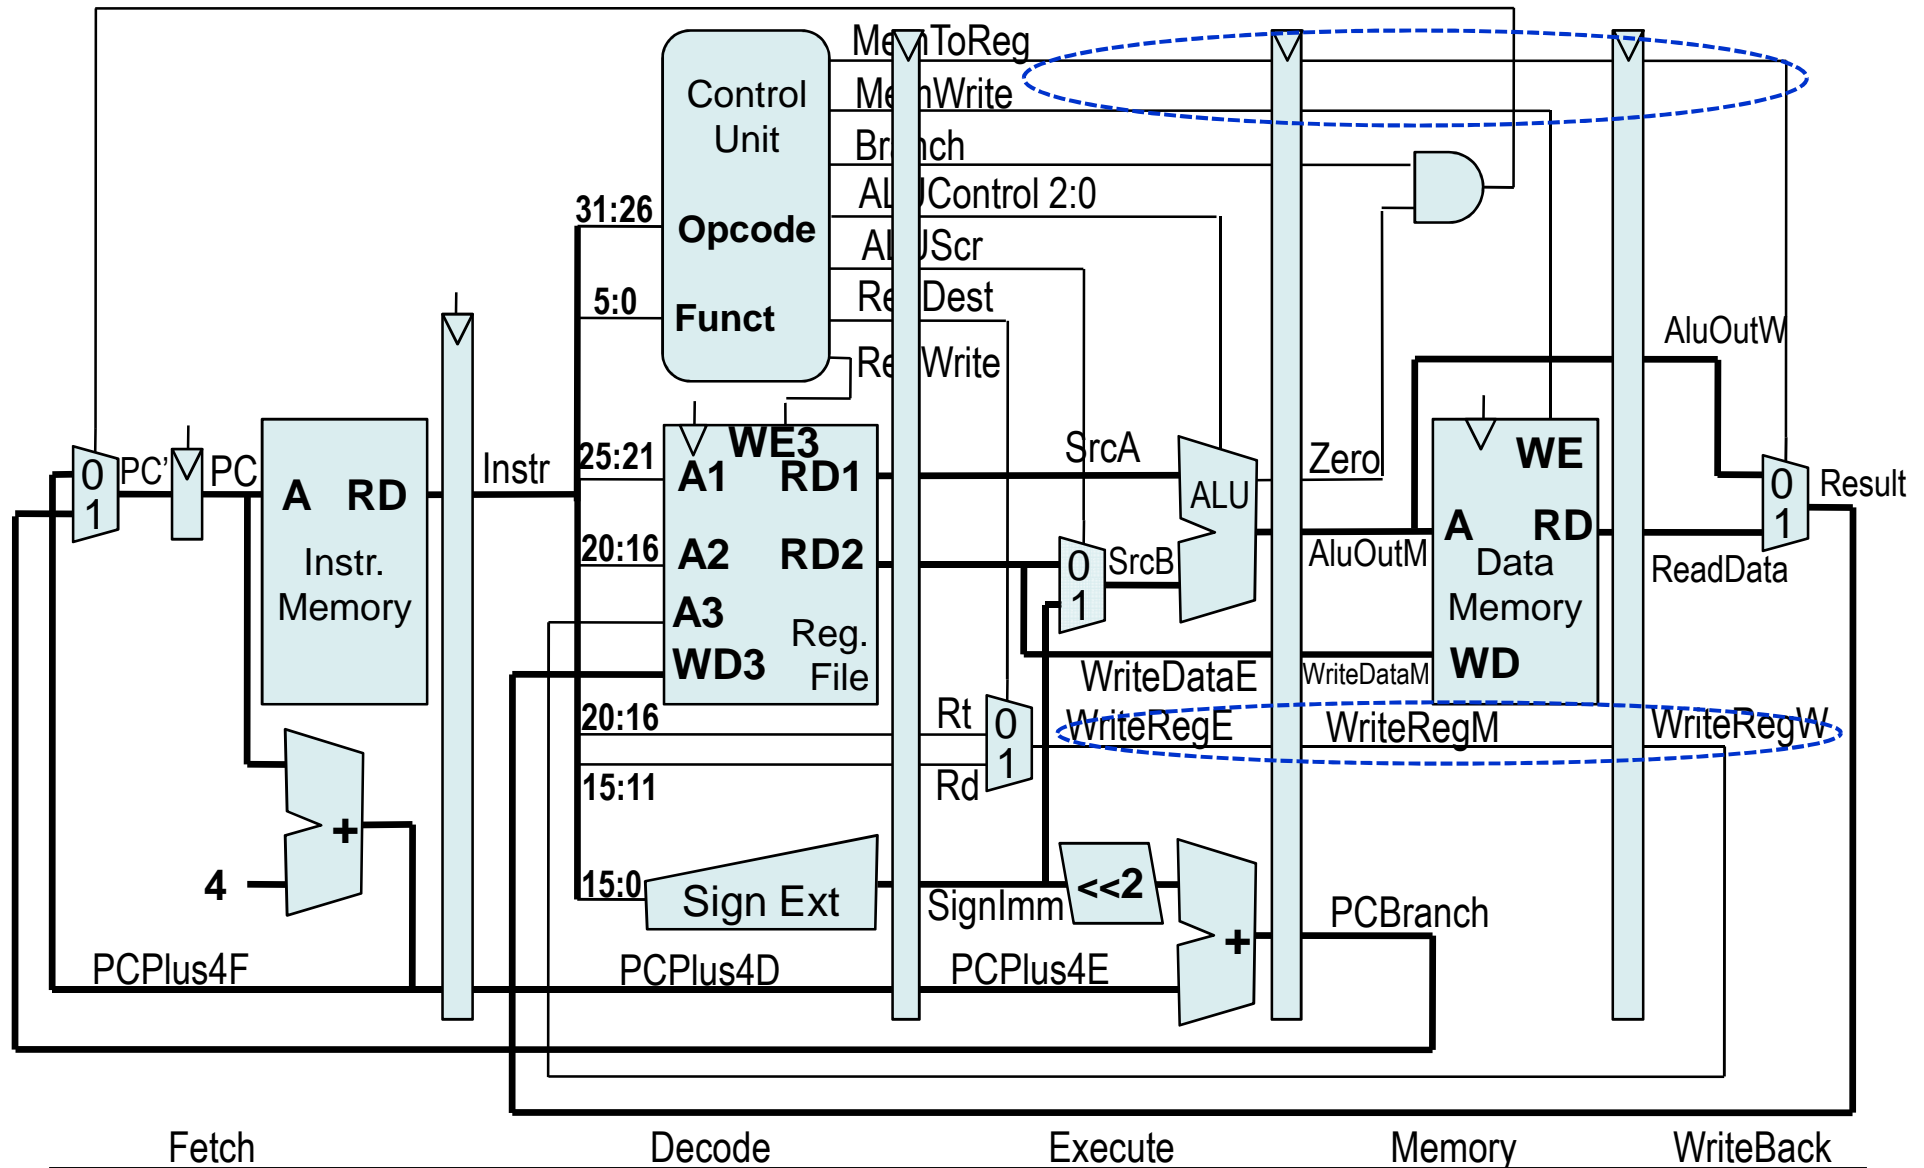 MemToReg
Control
Unit
MemWrite
Branch
ALUControl 2:0
31:26
Opcode
ALUScr
5:0
Funct
RegDest
RegWrite
AluOutW
WE3
PC'
PC
0
1
A RD
Instr.
Memory
Instr
25:21
A1 RD1
SrcA
ALU
Zero
WE
0
1
Result
20:16
A2 RD2
0
1
SrcB
AluOutM
A RD
Data
Memory
ReadData
A3
Reg.
File
WD3
WriteDataE
WriteDataM
WD
20:16
Rt
0
1
WriteRegE
WriteRegM
WriteRegW
15:11
Rd
+
4
15:0
Sign Ext
SignImm
<<2
+
PCBranch
PCPlus4F
PCPlus4D
PCPlus4E
Fetch
Decode
Execute
Memory
WriteBack